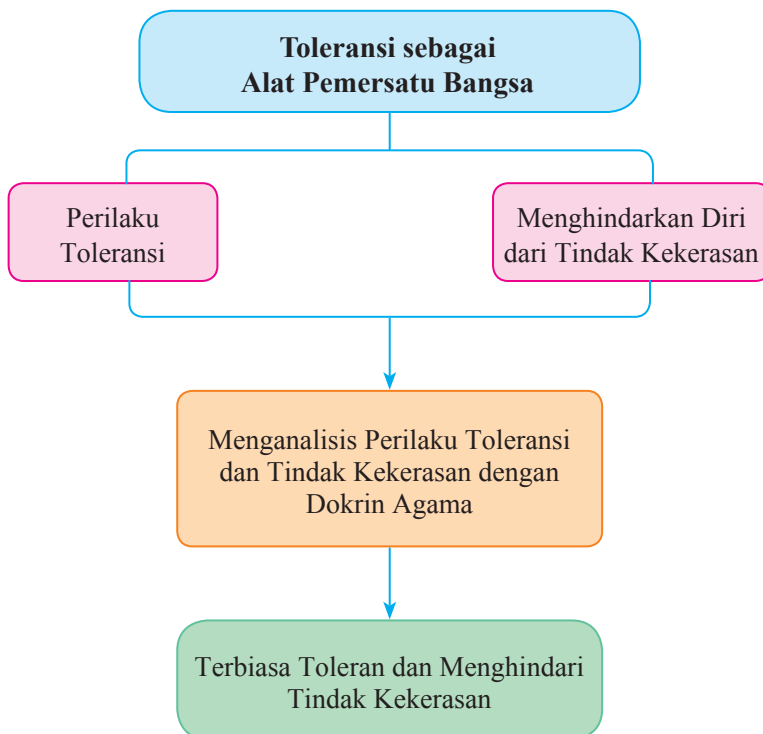 Toleransi sebagai
Alat Pemersatu Bangsa
Perilaku
Toleransi
Menghindarkan Diri
dari Tindak Kekerasan
Menganalisis Perilaku Toleransi
dan Tindak Kekerasan dengan
Dokrin Agama
Terbiasa Toleran dan Menghindari
Tindak Kekerasan